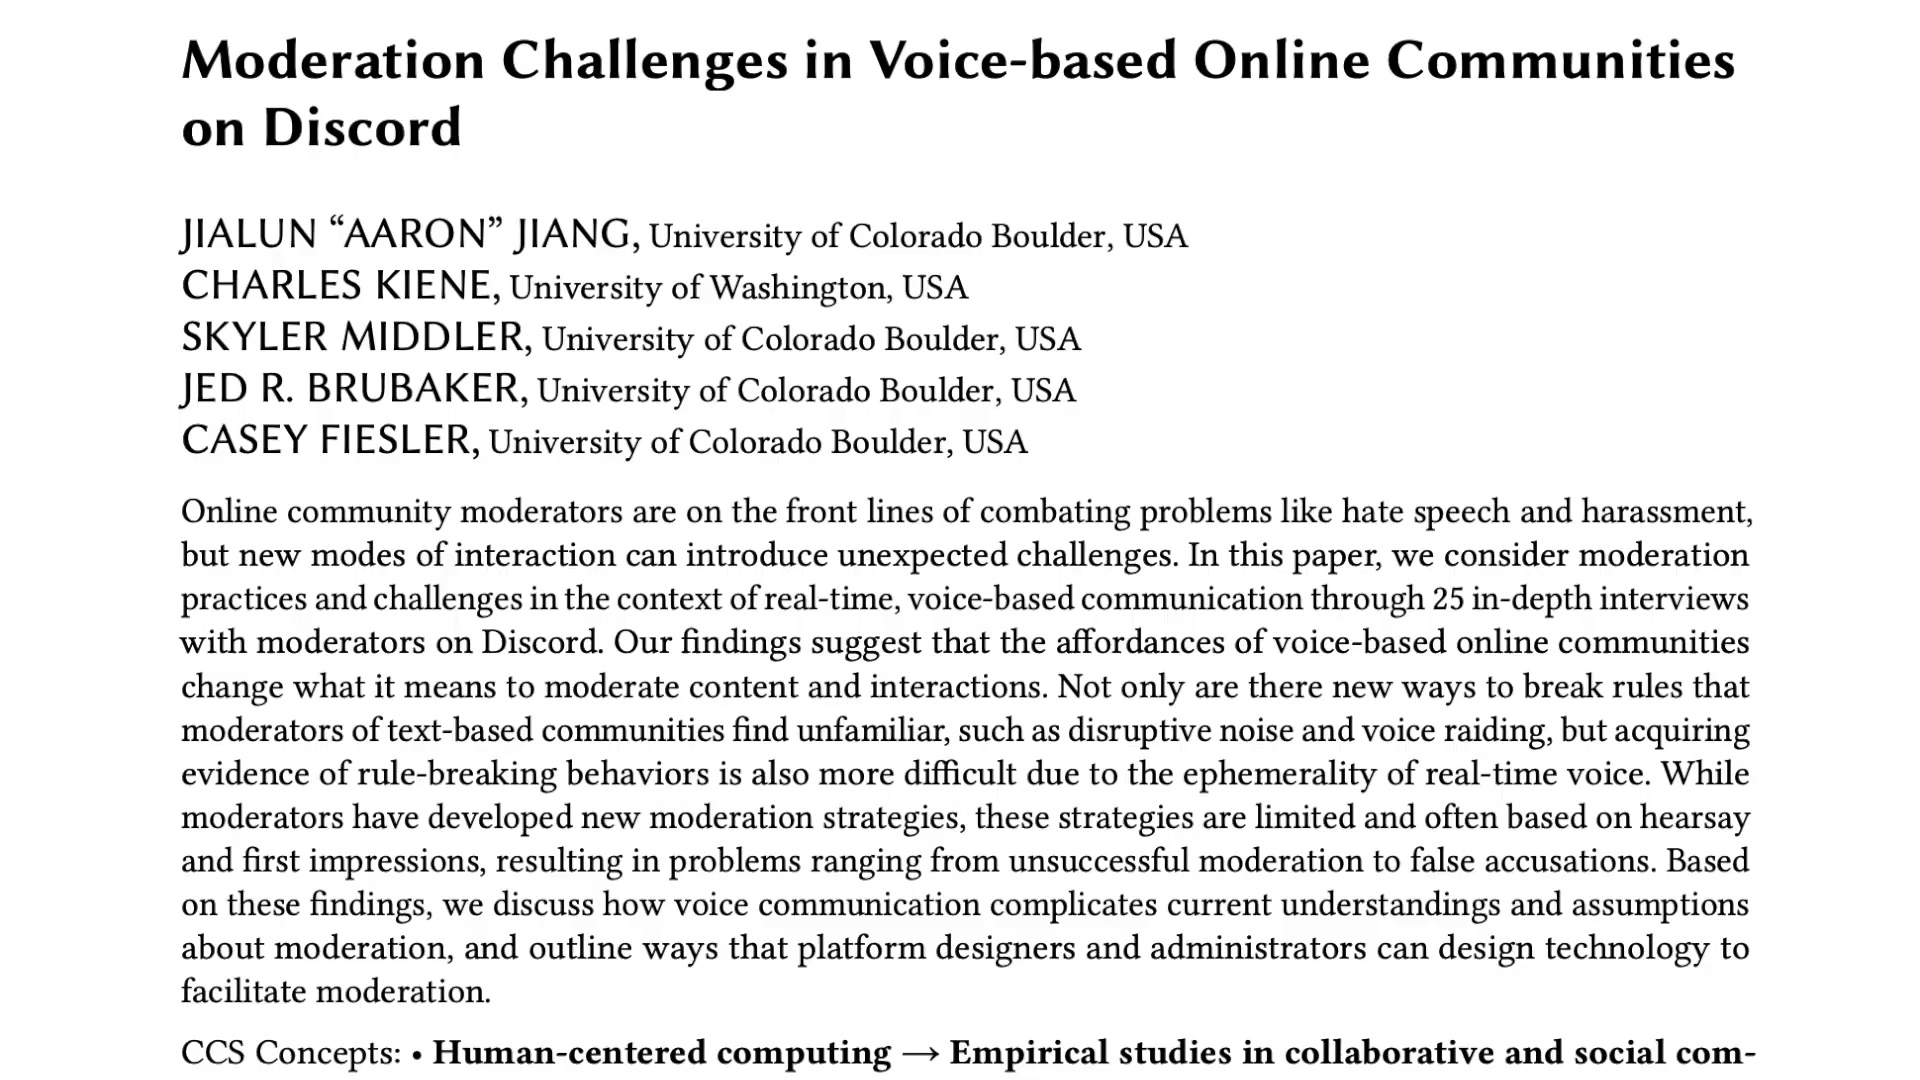 Moderation Challenges in Voice-based Online Communities
on Discord
JIALUN “AARON” JIANG, University of Colorado Boulder, USA
CHARLES KIENE, University of Washington, USA
SKYLER MIDDLER, University of Colorado Boulder, USA
JED R. BRUBAKER, University of Colorado Boulder, USA
CASEY FIESLER, University of Colorado Boulder, USA
Online community moderators are on the front lines of combating problems like hate speech and harassment,
but new modes of interaction can introduce unexpected challenges. In this paper, we consider moderation
practices and challenges in the context of real-time, voice-based communication through 25 in-depth interviews
with moderators on Discord. Our findings suggest that the affordances of voice-based online communities
change what it means to moderate content and interactions. Not only are there new ways to break rules that
moderators of text-based communities find unfamiliar, such as disruptive noise and voice raiding, but acquiring
evidence of rule-breaking behaviors is also more difficult due to the ephemerality of real-time voice. While
moderators have developed new moderation strategies, these strategies are limited and often based on hearsay
and first impressions, resulting in problems ranging from unsuccessful moderation to false accusations. Based
on these findings, we discuss how voice communication complicates current understandings and assumptions
about moderation, and outline ways that platform designers and administrators can design technology to
facilitate moderation.
CCS Concepts: • Human-centered computing → Empirical studies in collaborative and social com-